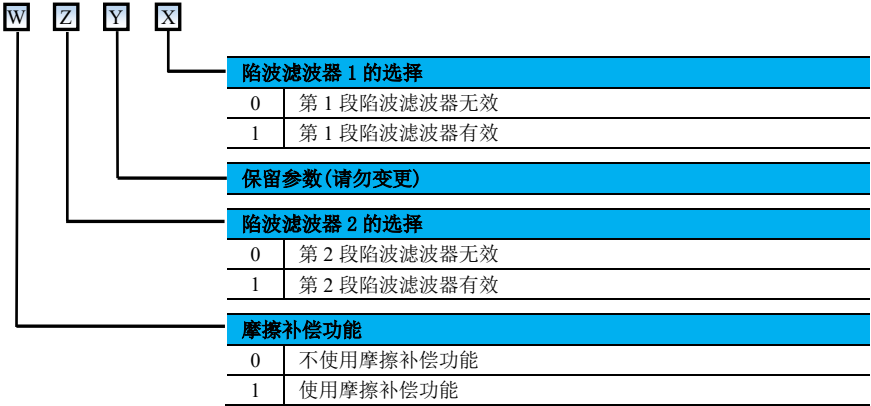 W Z Y X
陷波滤波器 1 的选择
0 第 1 段陷波滤波器无效
1 第 1 段陷波滤波器有效
保留参数(请勿变更)
陷波滤波器 2 的选择
0 第 2 段陷波滤波器无效
1 第 2 段陷波滤波器有效
摩擦补偿功能
0 不使用摩擦补偿功能
1 使用摩擦补偿功能